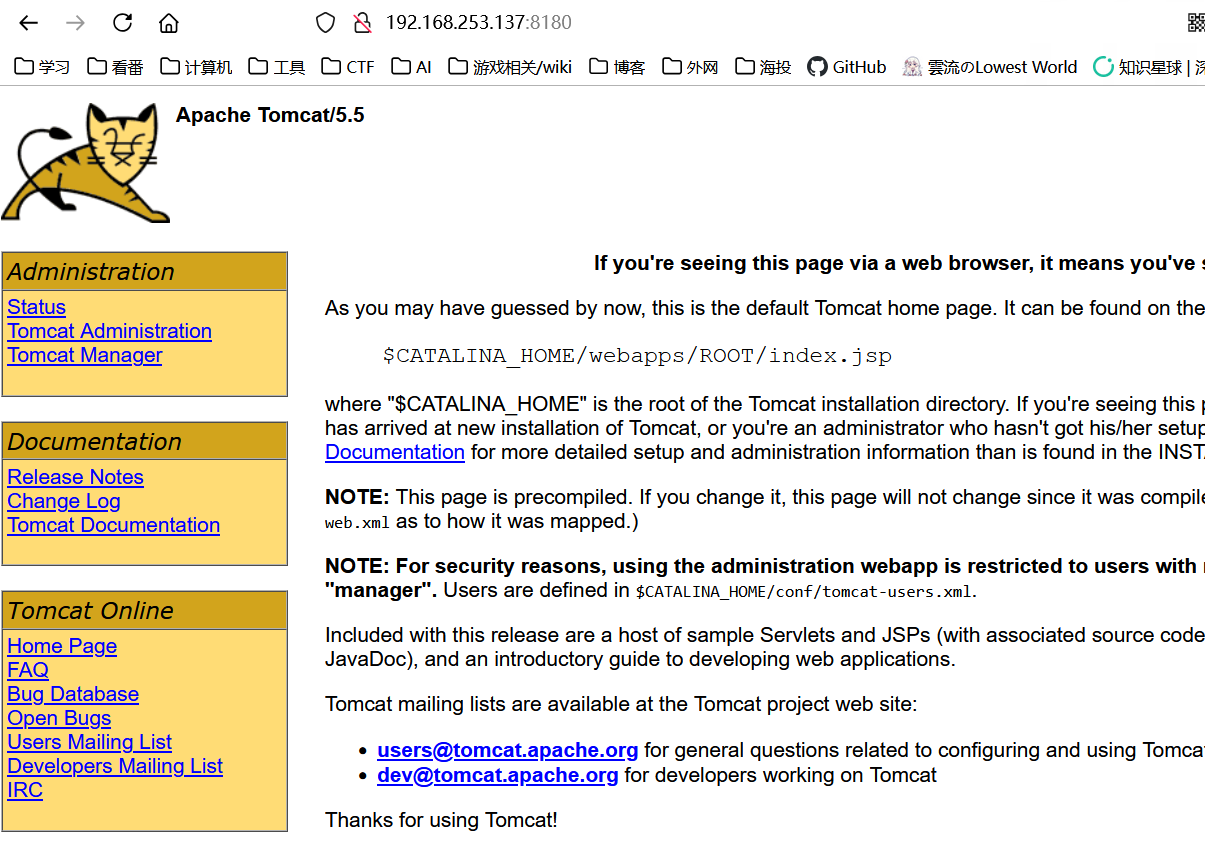 192.168.253.137:8180
学习 看番 计算机 工具 CTF AI 游戏相关/wiki 博客 外网 海投 GitHub 雲流のLowest World 知识星球 |
Apache Tomcat/5.5
Administration
Status
Tomcat Administration
Tomcat Manager
Documentation
Release Notes
Change Log
Tomcat Documentation
Tomcat Online
Home Page
FAQ
Bug Database
Open Bugs
Users Mailing List
Developers Mailing List
IRC
If you're seeing this page via a web browser, it means you've
As you may have guessed by now, this is the default Tomcat home page. It can be found on the
$CATALINA_HOME/webapps/ROOT/index.jsp
where "$CATALINA_HOME" is the root of the Tomcat installation directory. If you're seeing this
has arrived at new installation of Tomcat, or you're an administrator who hasn't got his/her setup
Documentation for more detailed setup and administration information than is found in the
NOTE: This page is precompiled. If you change it, this page will not change since it was
web.xml as to how it was mapped.)
NOTE: For security reasons, using the administration webapp is restricted to users with
"manager". Users are defined in $CATALINA_HOME/conf/tomcat-users.xml.
Included with this release are a host of sample Servlets and JSPs (with associated source code
JavaDoc), and an introductory guide to developing web applications.
Tomcat mailing lists are available at the Tomcat project web site:
• users@tomcat.apache.org for general questions related to configuring and using
• dev@tomcat.apache.org for developers working on Tomcat
Thanks for using Tomcat!